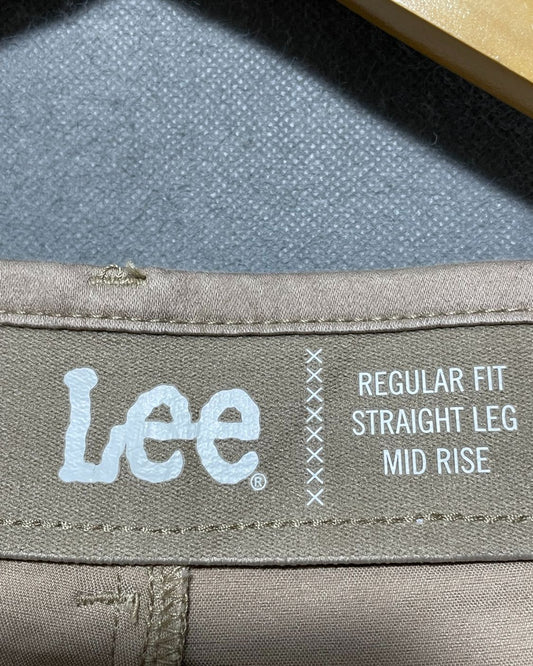 Lee®
REGULAR FIT
STRAIGHT LEG
MID RISE